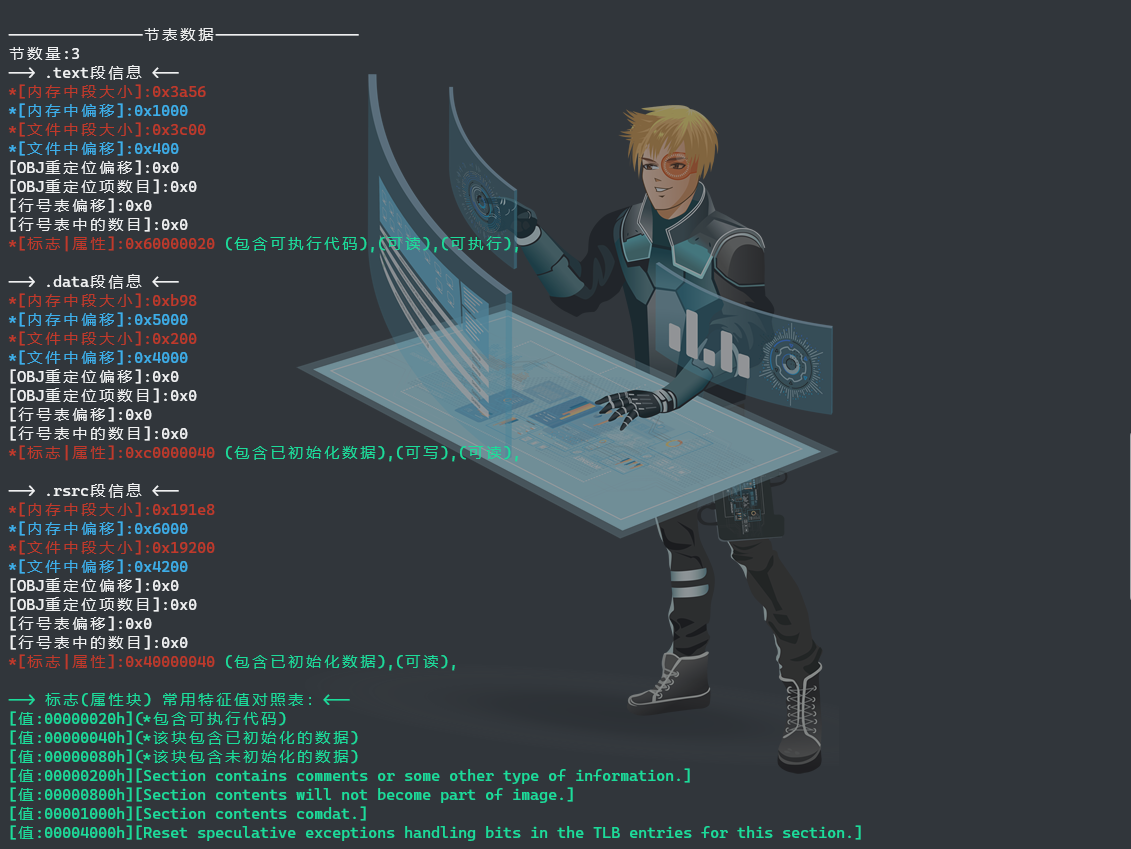 ———————————————节表数据————————————————
节数量:3
——> .text段信息 <——
*[内存中段大小]:0x3a56
*[内存中偏移]:0x1000
*[文件中段大小]:0x3c00
*[文件中偏移]:0x400
[OBJ重定位偏移]:0x0
[OBJ重定位项数目]:0x0
[行号表偏移]:0x0
[行号表中的数目]:0x0
*[标志|属性]:0x60000020 (包含可执行代码),(可读),(可执行),
——> .data段信息 <——
*[内存中段大小]:0xb98
*[内存中偏移]:0x5000
*[文件中段大小]:0x200
*[文件中偏移]:0x4000
[OBJ重定位偏移]:0x0
[OBJ重定位项数目]:0x0
[行号表偏移]:0x0
[行号表中的数目]:0x0
*[标志|属性]:0xc0000040 (包含已初始化数据),(可写),(可读),
——> .rsrc段信息 <——
*[内存中段大小]:0x191e8
*[内存中偏移]:0x6000
*[文件中段大小]:0x19200
*[文件中偏移]:0x4200
[OBJ重定位偏移]:0x0
[OBJ重定位项数目]:0x0
[行号表偏移]:0x0
[行号表中的数目]:0x0
*[标志|属性]:0x40000040 (包含已初始化数据),(可读),
——> 标志(属性块) 常用特征值对照表: <——
[值:00000020h](*包含可执行代码)
[值:00000040h](*该块包含已初始化的数据)
[值:00000080h](*该块包含未初始化的数据)
[值:00000200h][Section contains comments or some other type of information.]
[值:00000800h][Section contents will not become part of image.]
[值:00001000h][Section contents comdat.]
[值:00004000h][Reset speculative exceptions handling bits in the TLB entries for this section.]